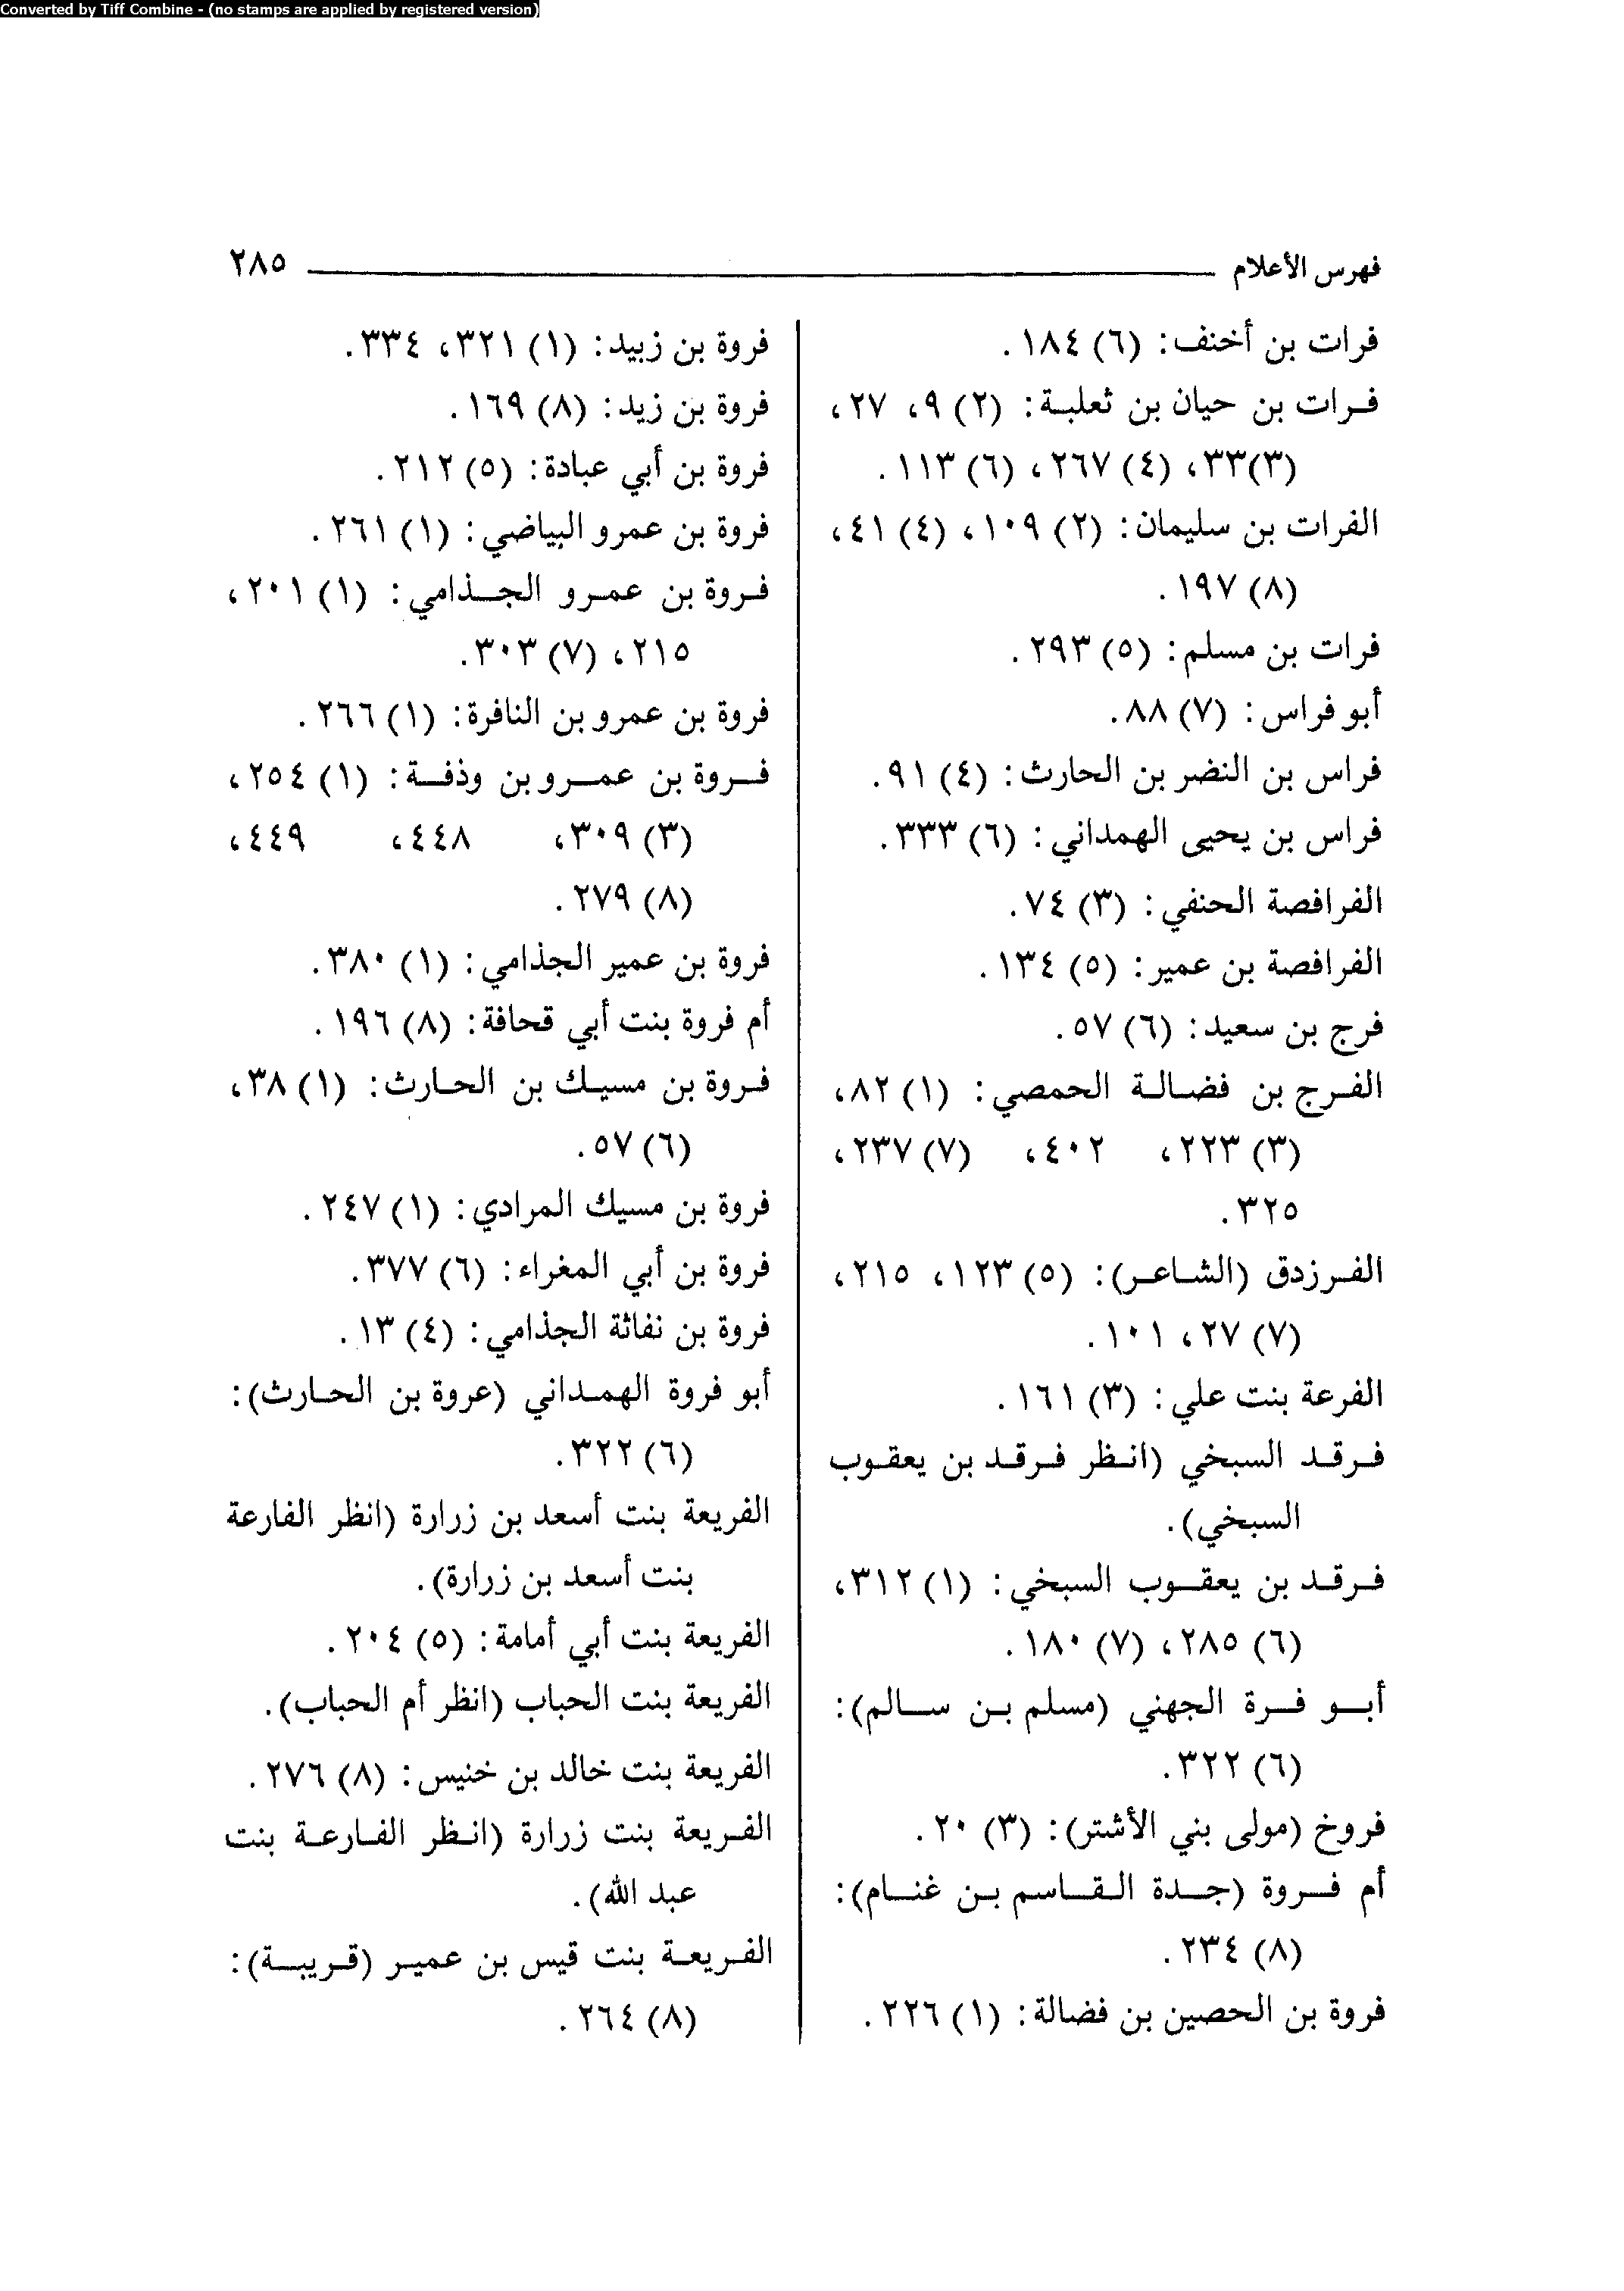 Converted by Tiff Combine - (no stamps are applied by registered version)
فهرس الأعلام ٢٨٥
فرات بن أخنف: (٦) ١٨٤.
فرات بن حيان بن ثعلبة: (٢) ٩، ٢٧،
(٣)٣٣، (٤) ٢٦٧، (٦) ١١٣.
الفرات بن سليمان: (٢) ١٠٩، (٤) ٤١،
(٨) ١٩٧.
فرات بن مسلم: (٥) ٢٩٣.
أبو فراس: (٧) ٨٨.
فراس بن النضر بن الحارث: (٤) ٩١.
فراس بن يحيى الهمداني: (٦) ٣٣٣.
الفرافصة الحنفي: (٣) ٧٤.
الفرافصة بن عمير: (٥) ١٣٤.
فرج بن سعيد: (٦) ٥٧.
الفرج بن فضالة الحمصي: (١) ٨٢،
(٣) ٢٢٣، ٤٠٢، (٧) ٢٣٧،
٣٢٥.
الفرزدق (الشاعر): (٥) ١٢٣، ٢١٥،
(٧) ٢٧، ١٠١.
الفرعة بنت علي: (٣) ١٦١.
فرقد السبخي (انظر فرقد بن يعقوب
السبخي).
فرقد بن يعقوب السبخي: (١) ٣١٢،
(٦) ٢٨٥، (٧) ١٨٠.
أبو فرة الجهني (مسلم بن سالم):
(٦) ٣٢٢.
فروخ (مولى بني الأشتر): (٣) ٢٠.
أم فروة (جدة القاسم بن غنام):
(٨) ٢٣٤.
فروة بن الحصين بن فضالة: (١) ٢٢٦.
فروة بن زبيد: (١) ٣٢١، ٣٣٤.
فروة بن زيد: (٨) ١٦٩.
فروة بن أبي عبادة: (٥) ٢١٢.
فروة بن عمرو البياضي: (١) ٢٦١.
فروة بن عمرو الجذامي: (١) ٢٠١،
٢١٥، (٧) ٣٠٣.
فروة بن عمرو بن النافرة: (١) ٢٦٦.
فروة بن عمرو بن وذفة: (١) ٢٥٤،
(٣) ٣٠٩، ٤٤٨، ٤٤٩،
(٨) ٢٧٩.
فروة بن عمير الجذامي: (١) ٣٨٠.
أم فروة بنت أبي قحافة: (٨) ١٩٦.
فروة بن مسيك بن الحارث: (١) ٣٨،
(٦) ٥٧.
فروة بن مسيك المرادي: (١) ٢٤٧.
فروة بن أبي المغراء: (٦) ٣٧٧.
فروة بن نفاثة الجذامي: (٤) ١٣.
أبو فروة الهمداني (عروة بن الحارث):
(٦) ٣٢٢.
الفريعة بنت أسعد بن زرارة (انظر الفارعة
بنت أسعد بن زرارة).
الفريعة بنت أبي أمامة: (٥) ٢٠٤.
الفريعة بنت الحباب (انظر أم الحباب).
الفريعة بنت خالد بن خنيس: (٨) ٢٧٦.
الفريعة بنت زرارة (انظر الفارعة بنت
عبد الله).
الفريعة بنت قيس بن عمير (قريبة):
(٨) ٢٦٤.